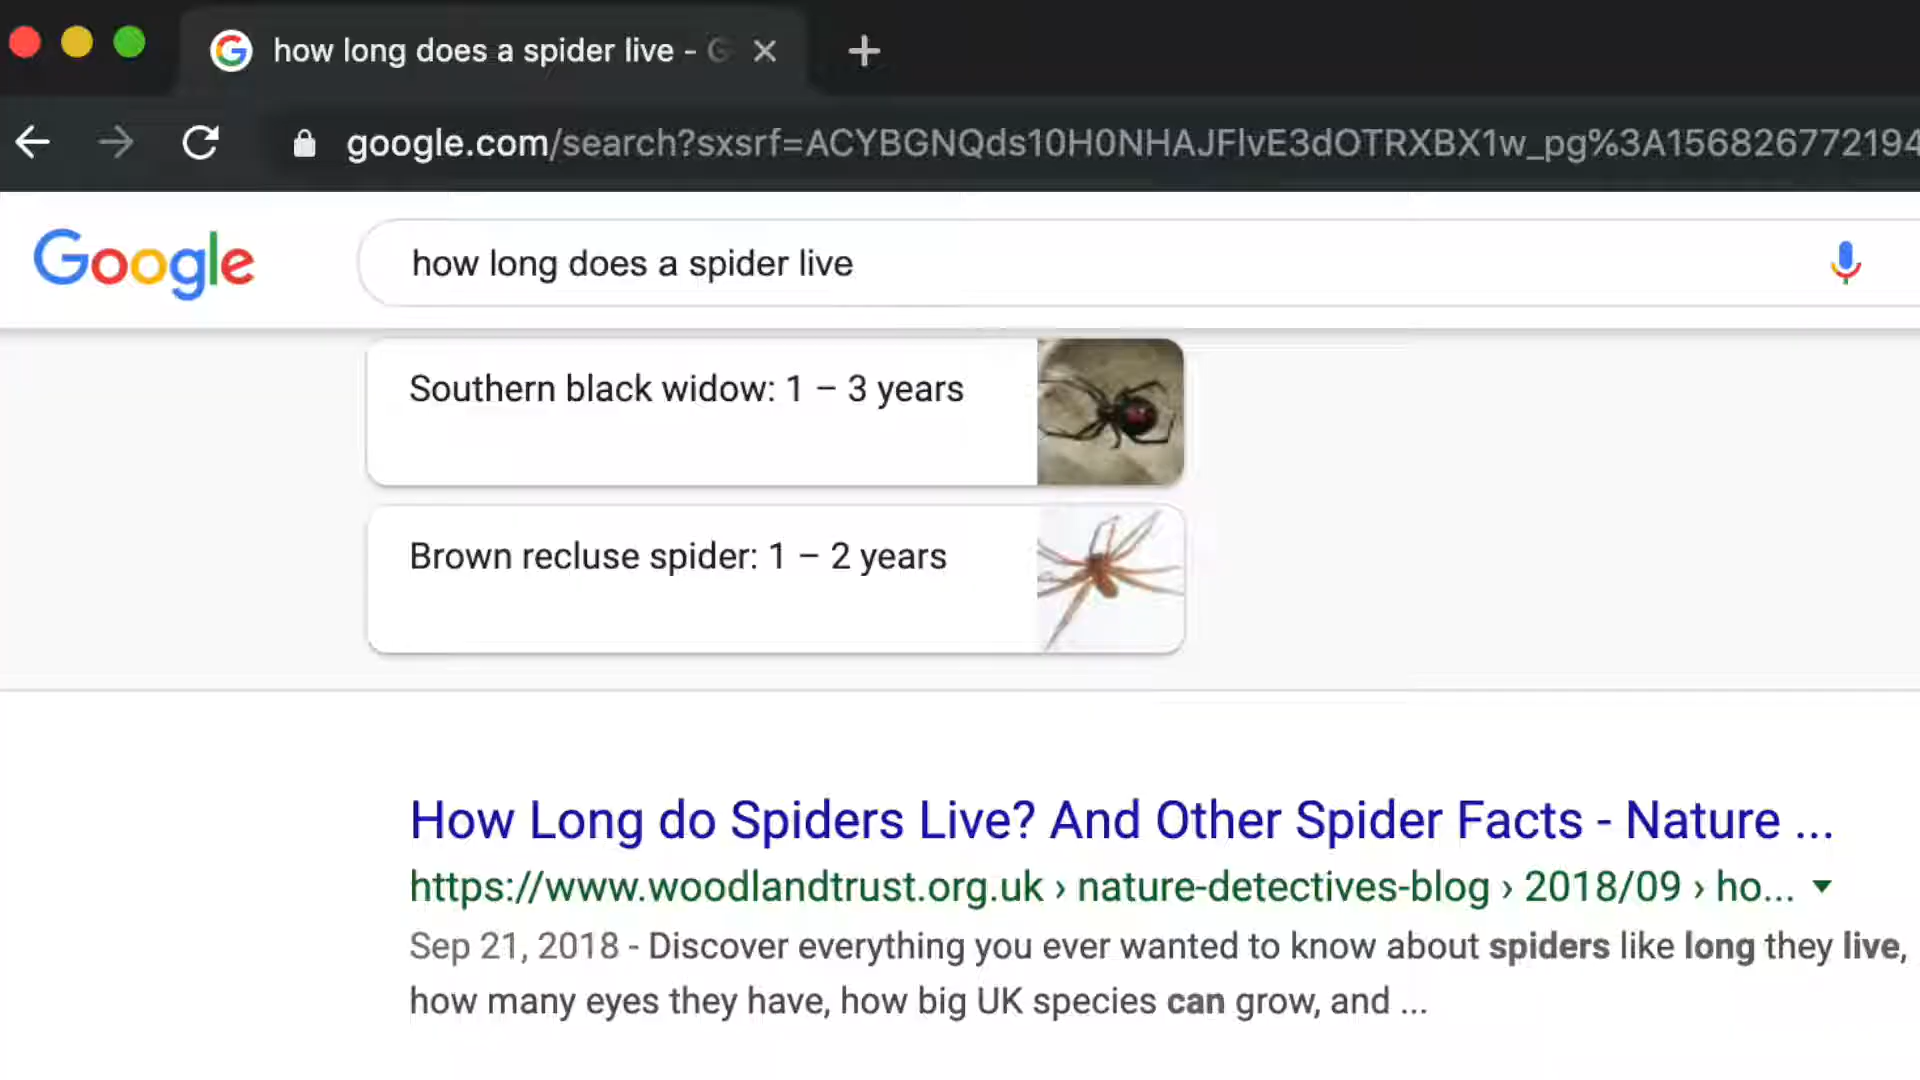 how long does a spider live - G
google.com/search?sxsrf=ACYBGNQds10H0NHAJFlvE3dOTRXBX1w_pg%3A156826772194
Google
how long does a spider live
Southern black widow: 1 – 3 years
Brown recluse spider: 1 – 2 years
How Long do Spiders Live? And Other Spider Facts - Nature ...
https://www.woodlandtrust.org.uk › nature-detectives-blog › 2018/09 › ho...
Sep 21, 2018 - Discover everything you ever wanted to know about spiders like long they live,
how many eyes they have, how big UK species can grow, and ...